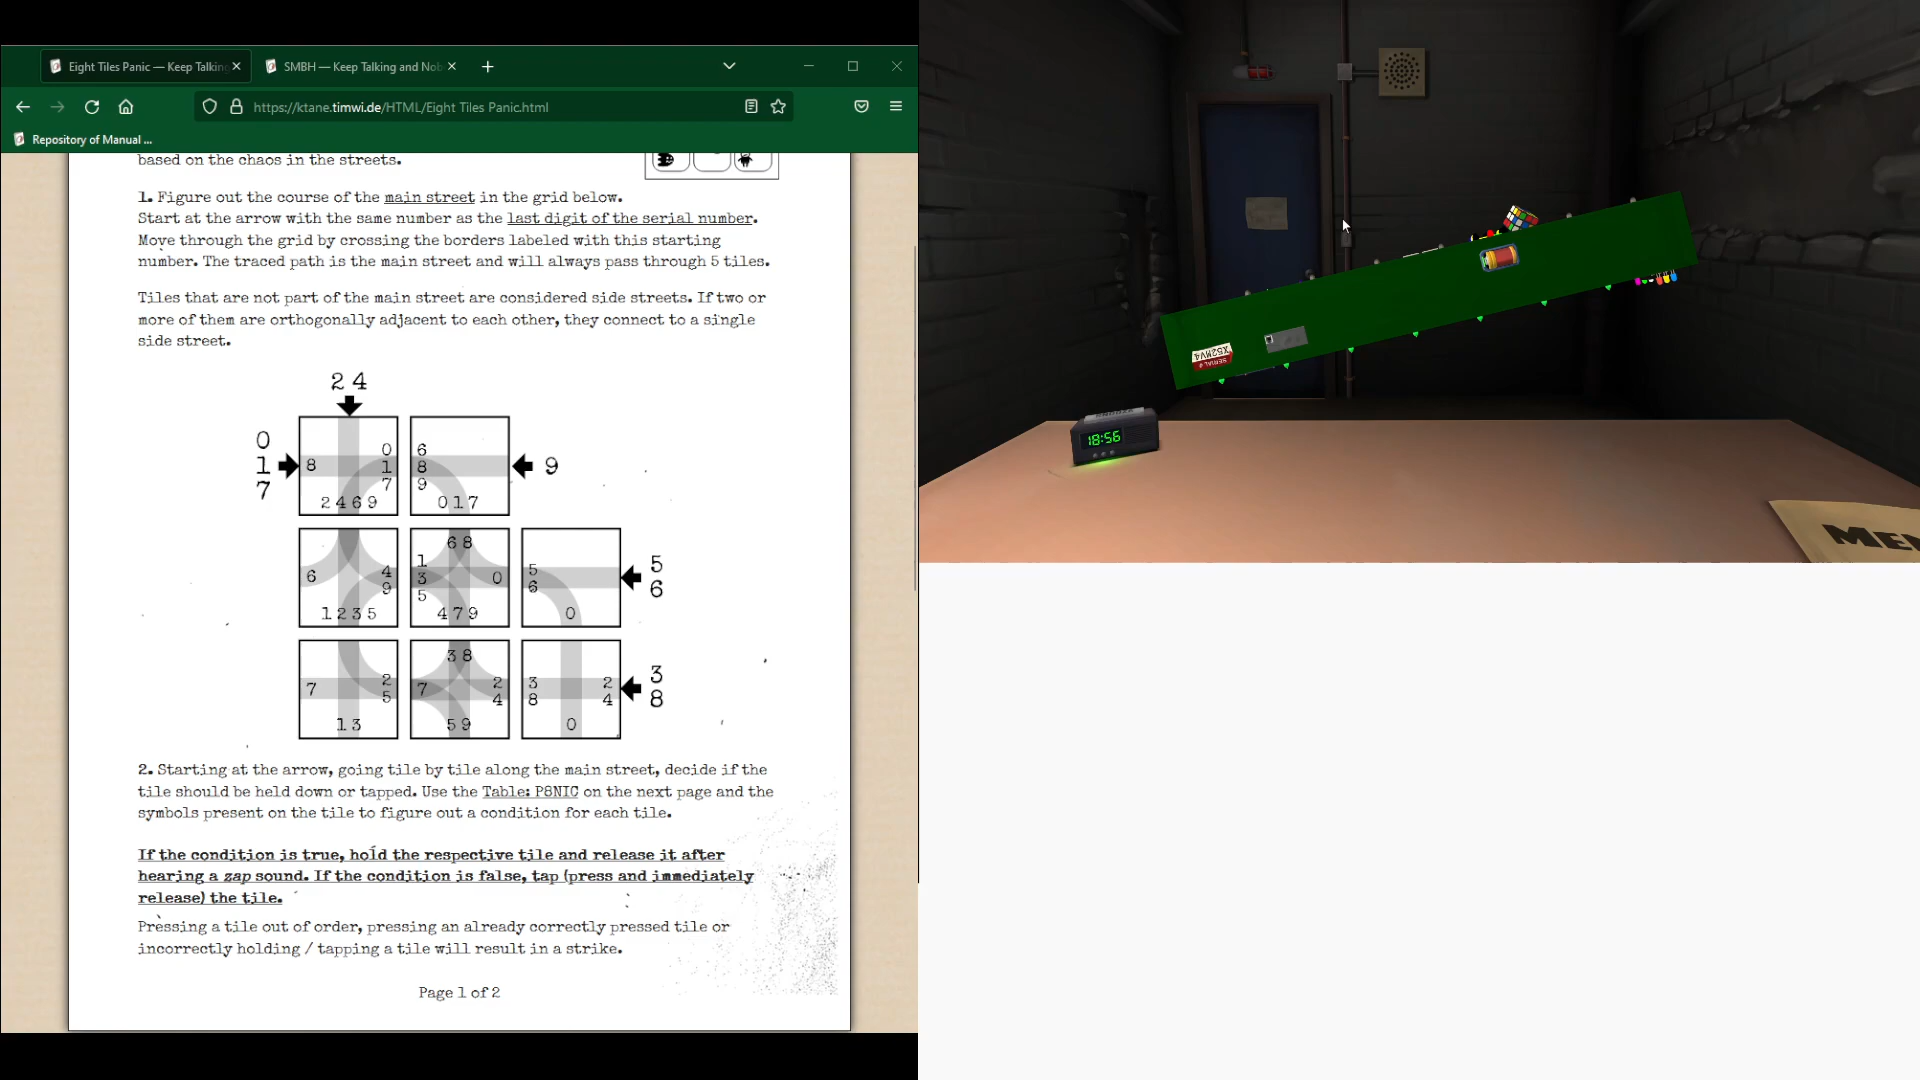 Eight Tiles Panic — Keep Talking
SMBH — Keep Talking and Nob
https://ktane.timwi.de/HTML/Eight Tiles Panic.html
Repository of Manual ...
based on the chaos in the streets.
1. Figure out the course of the main street in the grid below.
Start at the arrow with the same number as the last digit of the serial number.
Move through the grid by crossing the borders labeled with this starting
number. The traced path is the main street and will always pass through 5 tiles.
Tiles that are not part of the main street are considered side streets. If two or
more of them are orthogonally adjacent to each other, they connect to a single
side street.
2 4
0
1
7
8
0
1
7
2 4 6 9
6
8
9
0 1 7
9
6
4
9
1 2 3 5
6 8
1
3
5
0
4 7 9
5
6
0
5
6
7
2
5
1 3
3 8
7
2
4
5 9
3
8
2
4
0
3
8
2. Starting at the arrow, going tile by tile along the main street, decide if the
tile should be held down or tapped. Use the Table: P8NIC on the next page and the
symbols present on the tile to figure out a condition for each tile.
If the condition is true, hold the respective tile and release it after
hearing a zap sound. If the condition is false, tap (press and immediately
release) the tile.
Pressing a tile out of order, pressing an already correctly pressed tile or
incorrectly holding / tapping a tile will result in a strike.
Page 1 of 2
X52MV4
SERIAL #
18:56
MEN